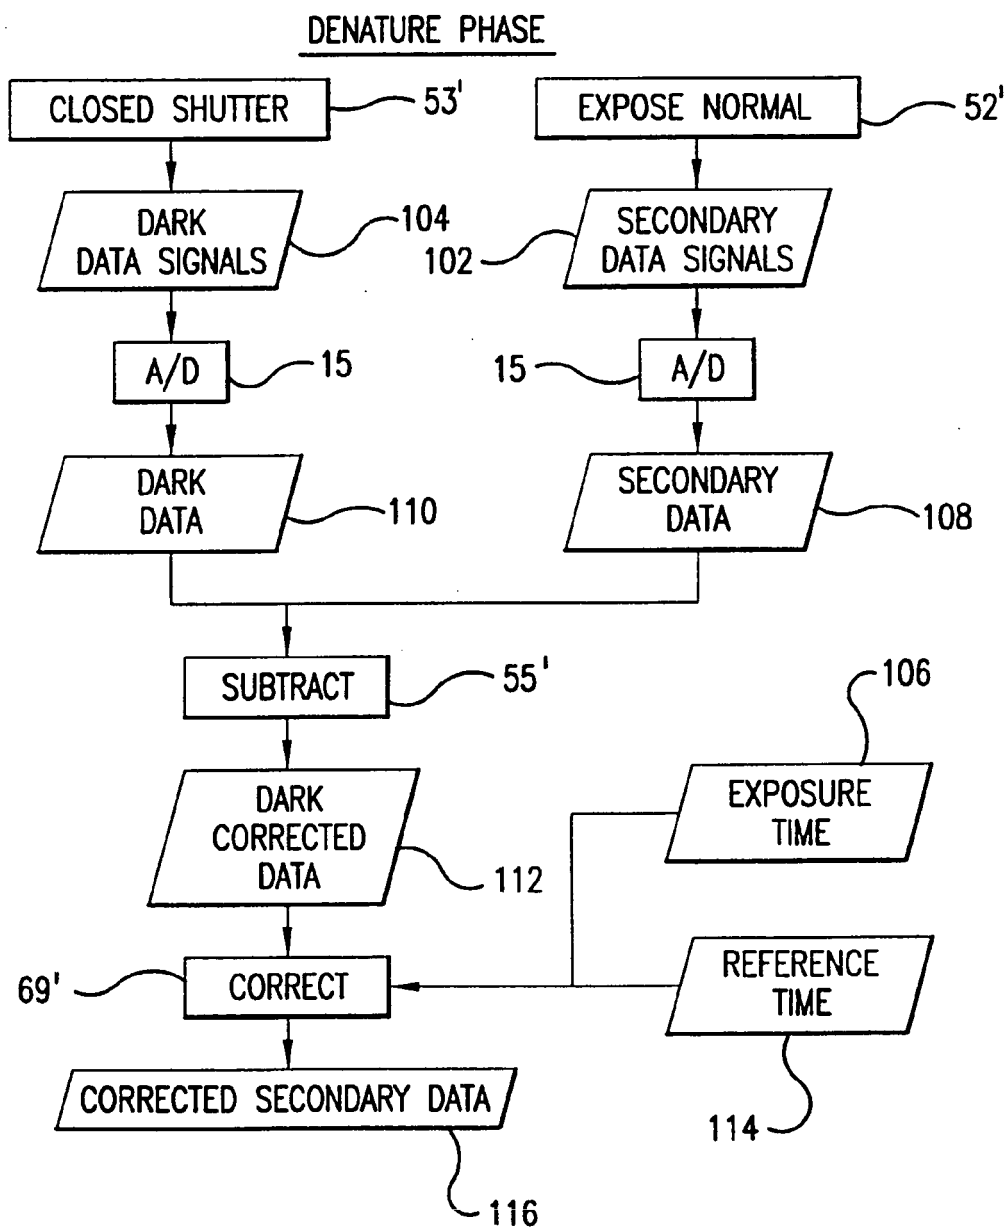 DENATURE PHASE
CLOSED SHUTTER
53'
EXPOSE NORMAL
52'
DARK
DATA SIGNALS
104
102
SECONDARY
DATA SIGNALS
A/D
15
15
A/D
DARK
DATA
110
SECONDARY
DATA
108
SUBTRACT
55'
106
EXPOSURE
TIME
DARK
CORRECTED
DATA
112
69'
CORRECT
REFERENCE
TIME
114
CORRECTED SECONDARY DATA
116